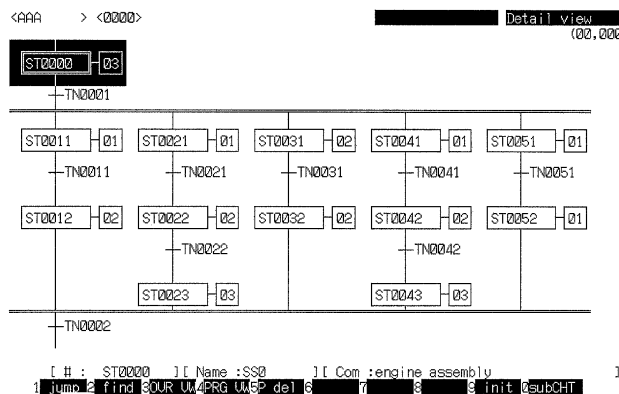 <AAA > <0000> Detail view
(00,000
ST0000 03
TN0001
ST0011 01 ST0021 01 ST0031 02 ST0041 01 ST0051 01
TN0011 TN0021 TN0031 TN0041 TN0051
ST0012 02 ST0022 02 ST0032 02 ST0042 02 ST0052 01
TN0022 TN0042
ST0023 03 ST0043 03
TN0002
[ # : ST0000 ][ Name :SS0 ][ Com :engine assembly ]
1 jump 2 find 3OVR VW4PRG VW5P del 6 7 8 9 init 0subCHT